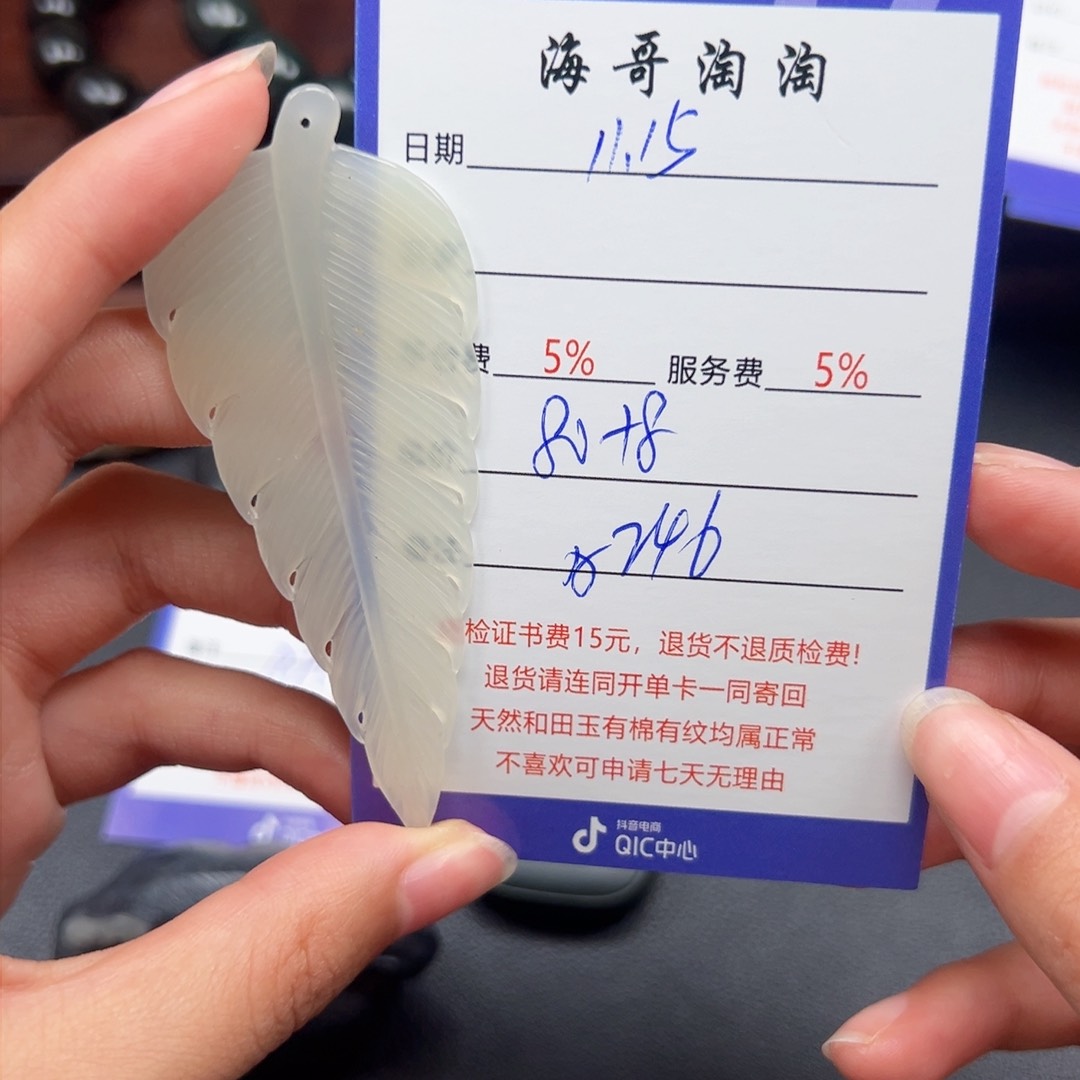 海哥淘淘
日期 11.15
费 5% 服务费 5%
80+8
246
检证书费15元，退货不退质检费!
退货请连同开单卡一同寄回
天然和田玉有棉有纹均属正常
不喜欢可申请七天无理由
抖音电商
QIC中心